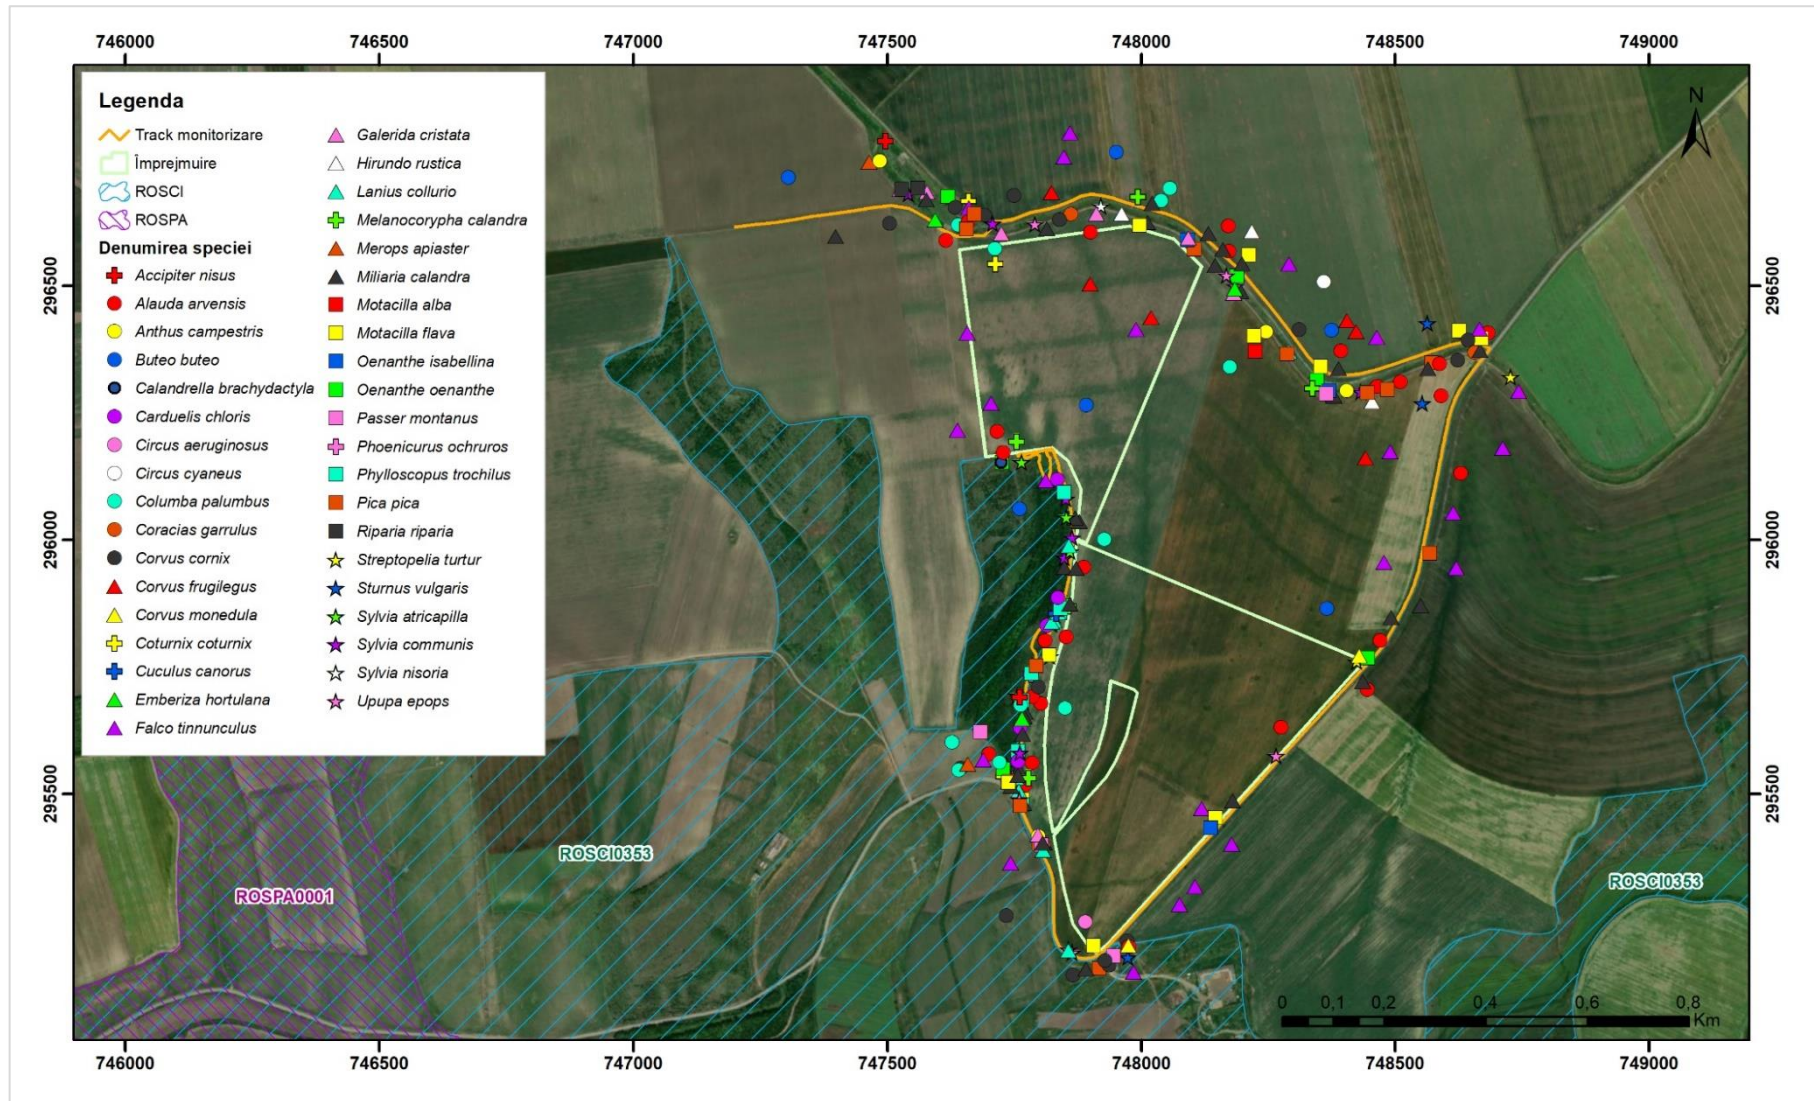 746000 746500 747000 747500 748000 748500 749000
Legenda
Track monitorizare
Împrejmuire
ROSCI
ROSPA
Denumirea speciei
Accipiter nisus
Alauda arvensis
Anthus campestris
Buteo buteo
Calandrella brachydactyla
Carduelis chloris
Circus aeruginosus
Circus cyaneus
Columba palumbus
Coracias garrulus
Corvus cornix
Corvus frugilegus
Corvus monedula
Coturnix coturnix
Cuculus canorus
Emberiza hortulana
Falco tinnunculus
Galerida cristata
Hirundo rustica
Lanius collurio
Melanocorypha calandra
Merops apiaster
Miliaria calandra
Motacilla alba
Motacilla flava
Oenanthe isabellina
Oenanthe oenanthe
Passer montanus
Phoenicurus ochruros
Phylloscopus trochilus
Pica pica
Riparia riparia
Streptopelia turtur
Sturnus vulgaris
Sylvia atricapilla
Sylvia communis
Sylvia nisoria
Upupa epops
N
296500 296500
296000 296000
295500 295500
ROSCI0353
ROSPA0001
ROSCI0353
0 0,1 0,2 0,4 0,6 0,8
Km
746000 746500 747000 747500 748000 748500 749000